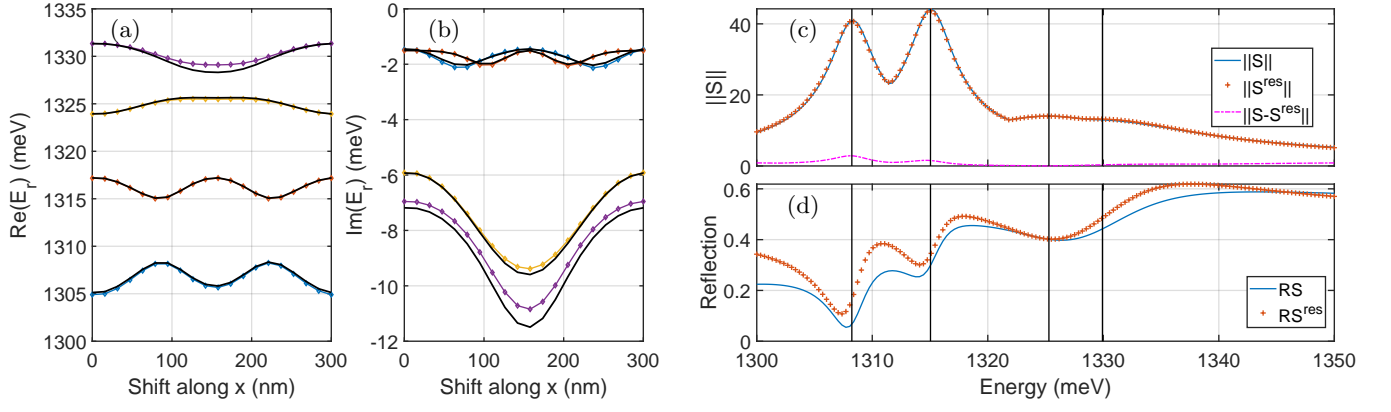 (a)
1335
1330
1325
1320
1315
1310
1305
1300
Re(E_r) (meV)
0
100
200
300
Shift along x (nm)
(b)
0
-2
-4
-6
-8
-10
-12
Im(E_r) (meV)
0
100
200
300
Shift along x (nm)
(c)
40
20
0
||S||
||S||
||S^res||
||S-S^res||
(d)
0.6
0.4
0.2
0
Reflection
RS
RS^res
1300
1310
1320
1330
1340
1350
Energy (meV)